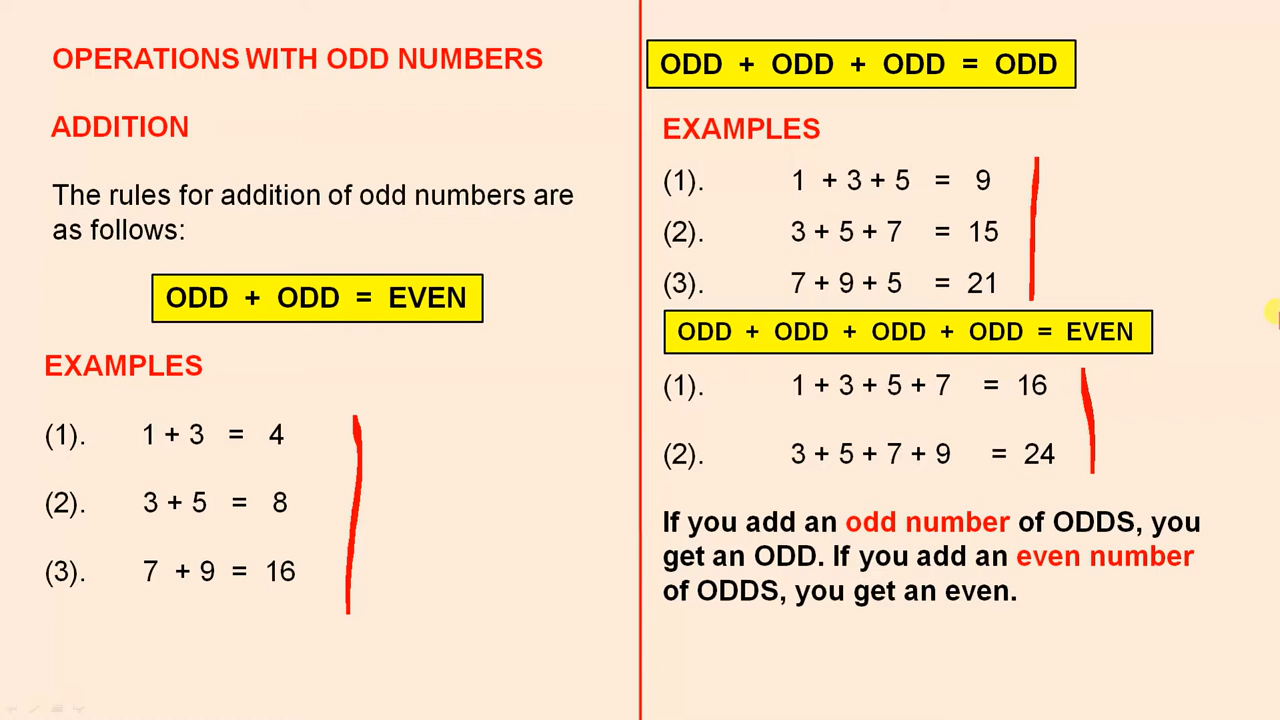 OPERATIONS WITH ODD NUMBERS
ADDITION
The rules for addition of odd numbers are
as follows:
ODD + ODD = EVEN
EXAMPLES
(1). 1 + 3 = 4
(2). 3 + 5 = 8
(3). 7 + 9 = 16
ODD + ODD + ODD = ODD
EXAMPLES
(1). 1 + 3 + 5 = 9
(2). 3 + 5 + 7 = 15
(3). 7 + 9 + 5 = 21
ODD + ODD + ODD + ODD = EVEN
(1). 1 + 3 + 5 + 7 = 16
(2). 3 + 5 + 7 + 9 = 24
If you add an odd number of ODDS, you
get an ODD. If you add an even number
of ODDS, you get an even.